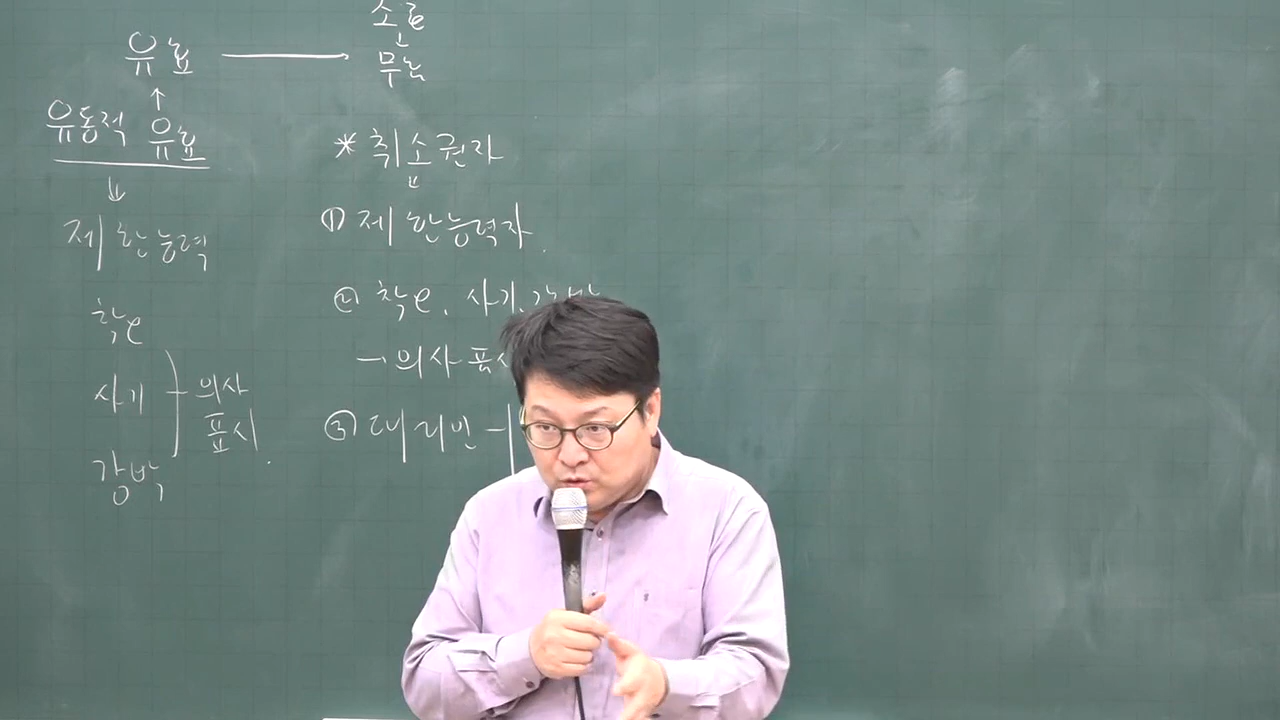 유효 → 소급
무효
↑
유동적 유효
↓
제한능력
착오
사기
강박
의사
표시
* 취소권자
① 제한능력자
② 착오, 사기,
→ 의사표
③ 대리인